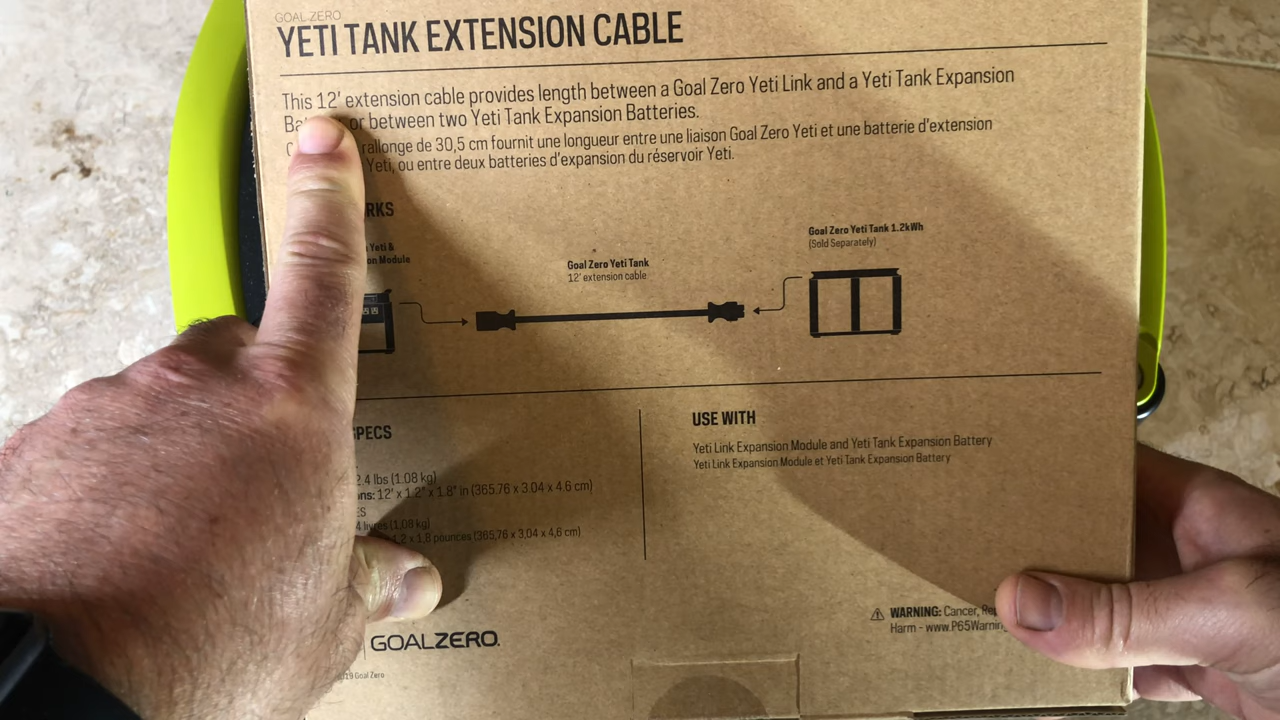 GOAL ZERO
YETI TANK EXTENSION CABLE
This 12' extension cable provides length between a Goal Zero Yeti Link and a Yeti Tank Expansion
or between two Yeti Tank Expansion Batteries.
rallonge de 30,5 cm fournit une longueur entre une liaison Goal Zero Yeti et une batterie d'extension
Yeti, ou entre deux batteries d'expansion du réservoir Yeti.
Yeti &
Module
Goal Zero Yeti Tank
12' extension cable
Goal Zero Yeti Tank 1.2kWh
(Sold Separately)
SPECS
2.4 lbs (1.08 kg)
12' x 1.2" x 1.8" in (365.76 x 3.04 x 4.6 cm)
livres (1,08 kg)
1,2 x 1,8 pouces (365,76 x 3,04 x 4,6 cm)
USE WITH
Yeti Link Expansion Module and Yeti Tank Expansion Battery
Yeti Link Expansion Module et Yeti Tank Expansion Battery
WARNING: Cancer,
Harm - www.P65Warnin
GOALZERO.
Goal Zero